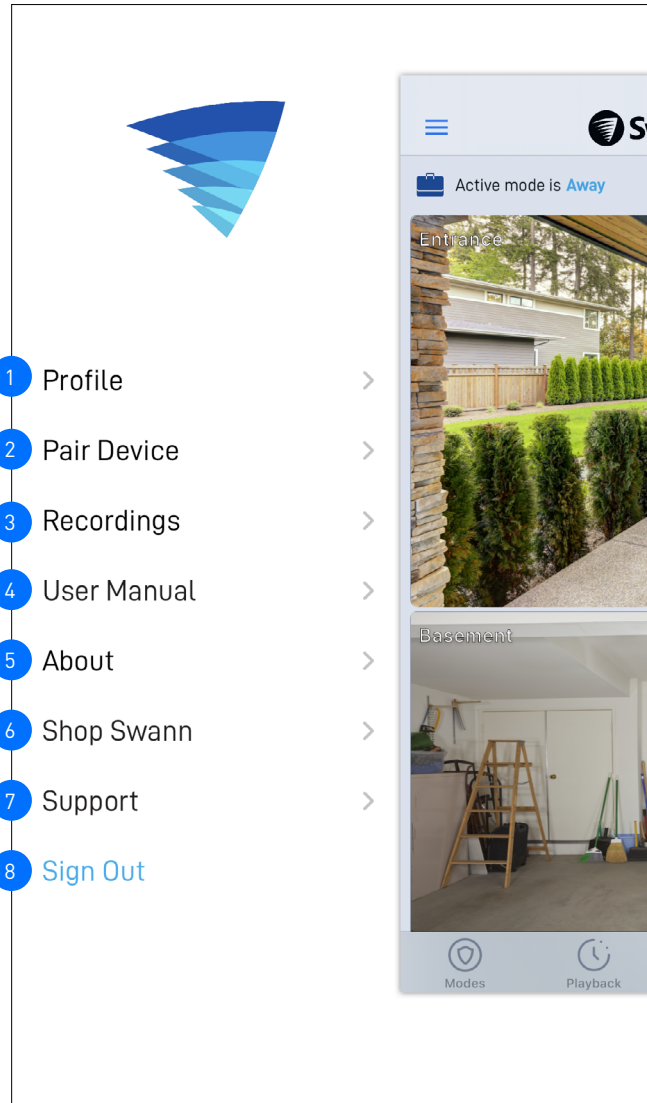 Active mode is Away
Entrance
1 Profile
2 Pair Device
3 Recordings
4 User Manual
5 About
6 Shop Swann
7 Support
8 Sign Out
Basement
Modes
Playback